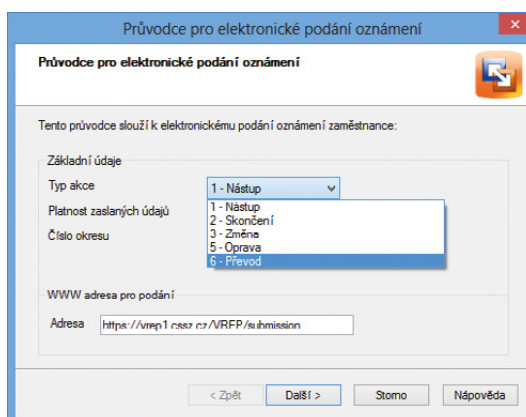 Průvodce pro elektronické podání oznámení
Průvodce pro elektronické podání oznámení
Tento průvodce slouží k elektronickému podání oznámení zaměstnance:
Základní údaje
Typ akce 1 - Nástup
1 - Nástup
Platnost zaslaných údajů 2 - Skončení
3 - Změna
Číslo okresu 5 - Oprava
6 - Převod
WWW adresa pro podání
Adresa https://vrep1.cssz.cz/VREP/submission
< Zpět Další > Storno Nápověda